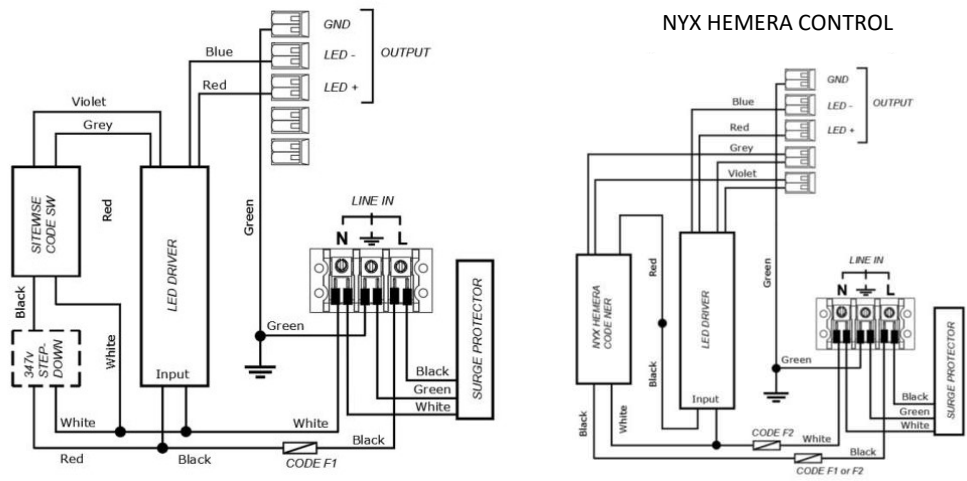 GND
LED -
OUTPUT
LED +
Blue
Red
Violet
Grey
SITEWISE
CODE SW
Red
LED DRIVER
Green
LINE IN
N
L
Black
347v
STEP-
DOWN
White
Green
SURGE PROTECTOR
Input
Black
Green
White
White
Black
Red
Black
CODE F1
NYX HEMERA CONTROL
GND
Blue
LED -
OUTPUT
Red
LED +
Grey
Violet
Red
Green
LINE IN
N
L
NYX HEMERA
CODE NER
LED DRIVER
SURGE PROTECTOR
Green
Black
Input
Black
Green
White
Black
White
CODE F2
White
Black
CODE F1 or F2